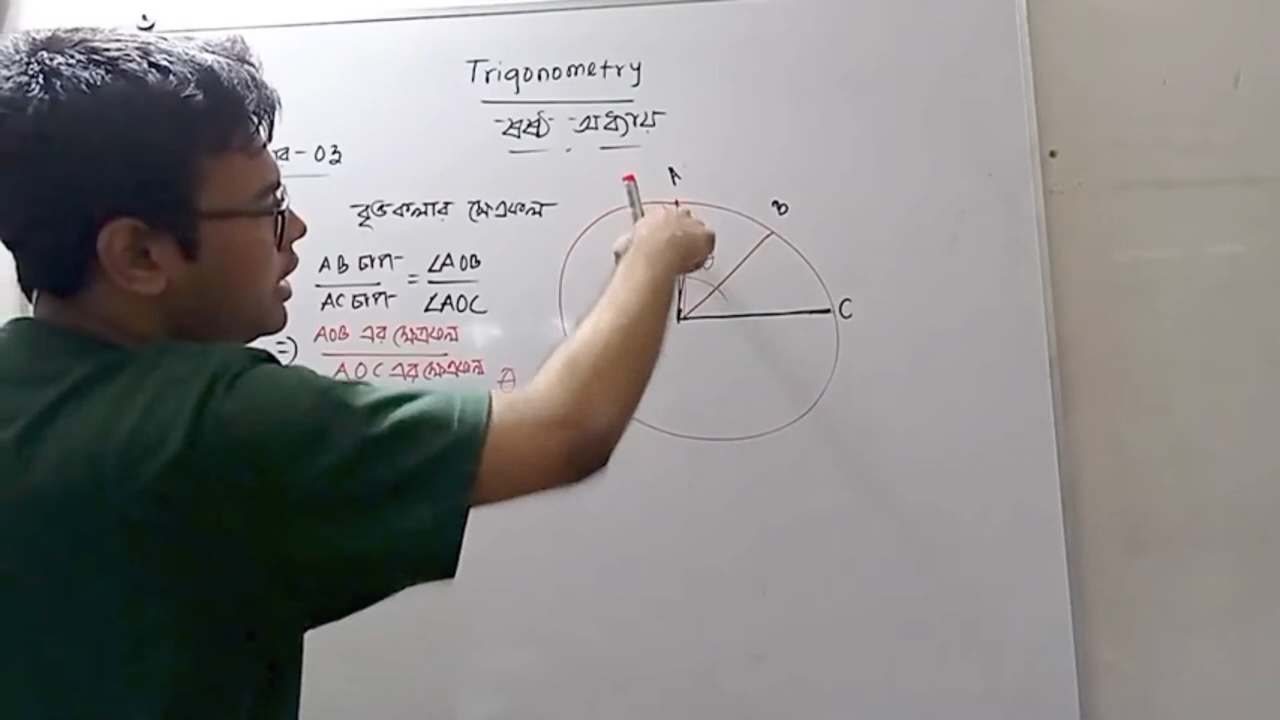 Trigonometry
ষষ্ঠ অধ্যায়
-03
বৃত্তকলার ক্ষেত্রফল
AB চাপ / AC চাপ = ∠AOB / ∠AOC
⇒ AOB এর ক্ষেত্রফল / AOC এর ক্ষেত্রফল θ
A
B
C